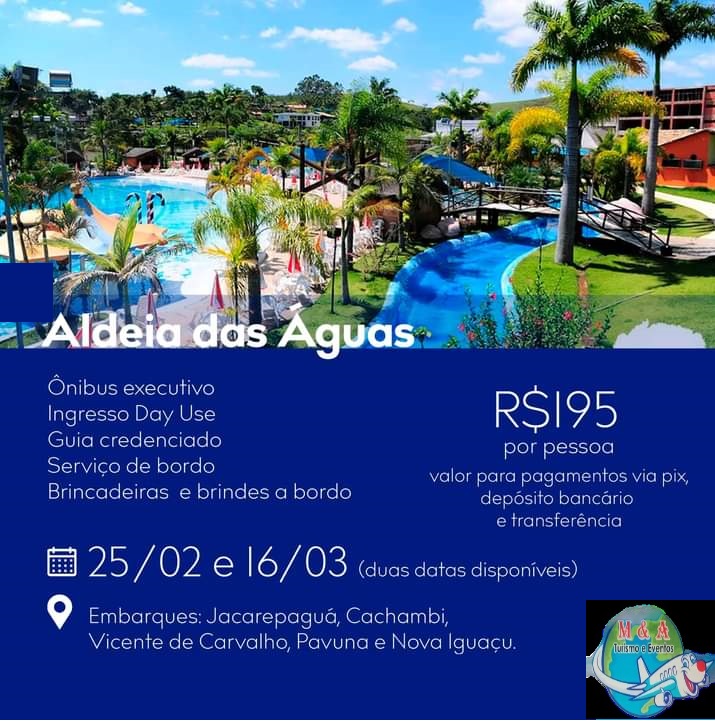 Aldeia das Águas
Ônibus executivo
Ingresso Day Use
Guia credenciado
Serviço de bordo
Brincadeiras e brindes a bordo
R$195
por pessoa
valor para pagamentos via pix,
depósito bancário
e transferência
25/02 e 16/03 (duas datas disponíveis)
Embarques: Jacarepaguá, Cachambi,
Vicente de Carvalho, Pavuna e Nova Iguaçu.
M & A
Turismo e Eventos